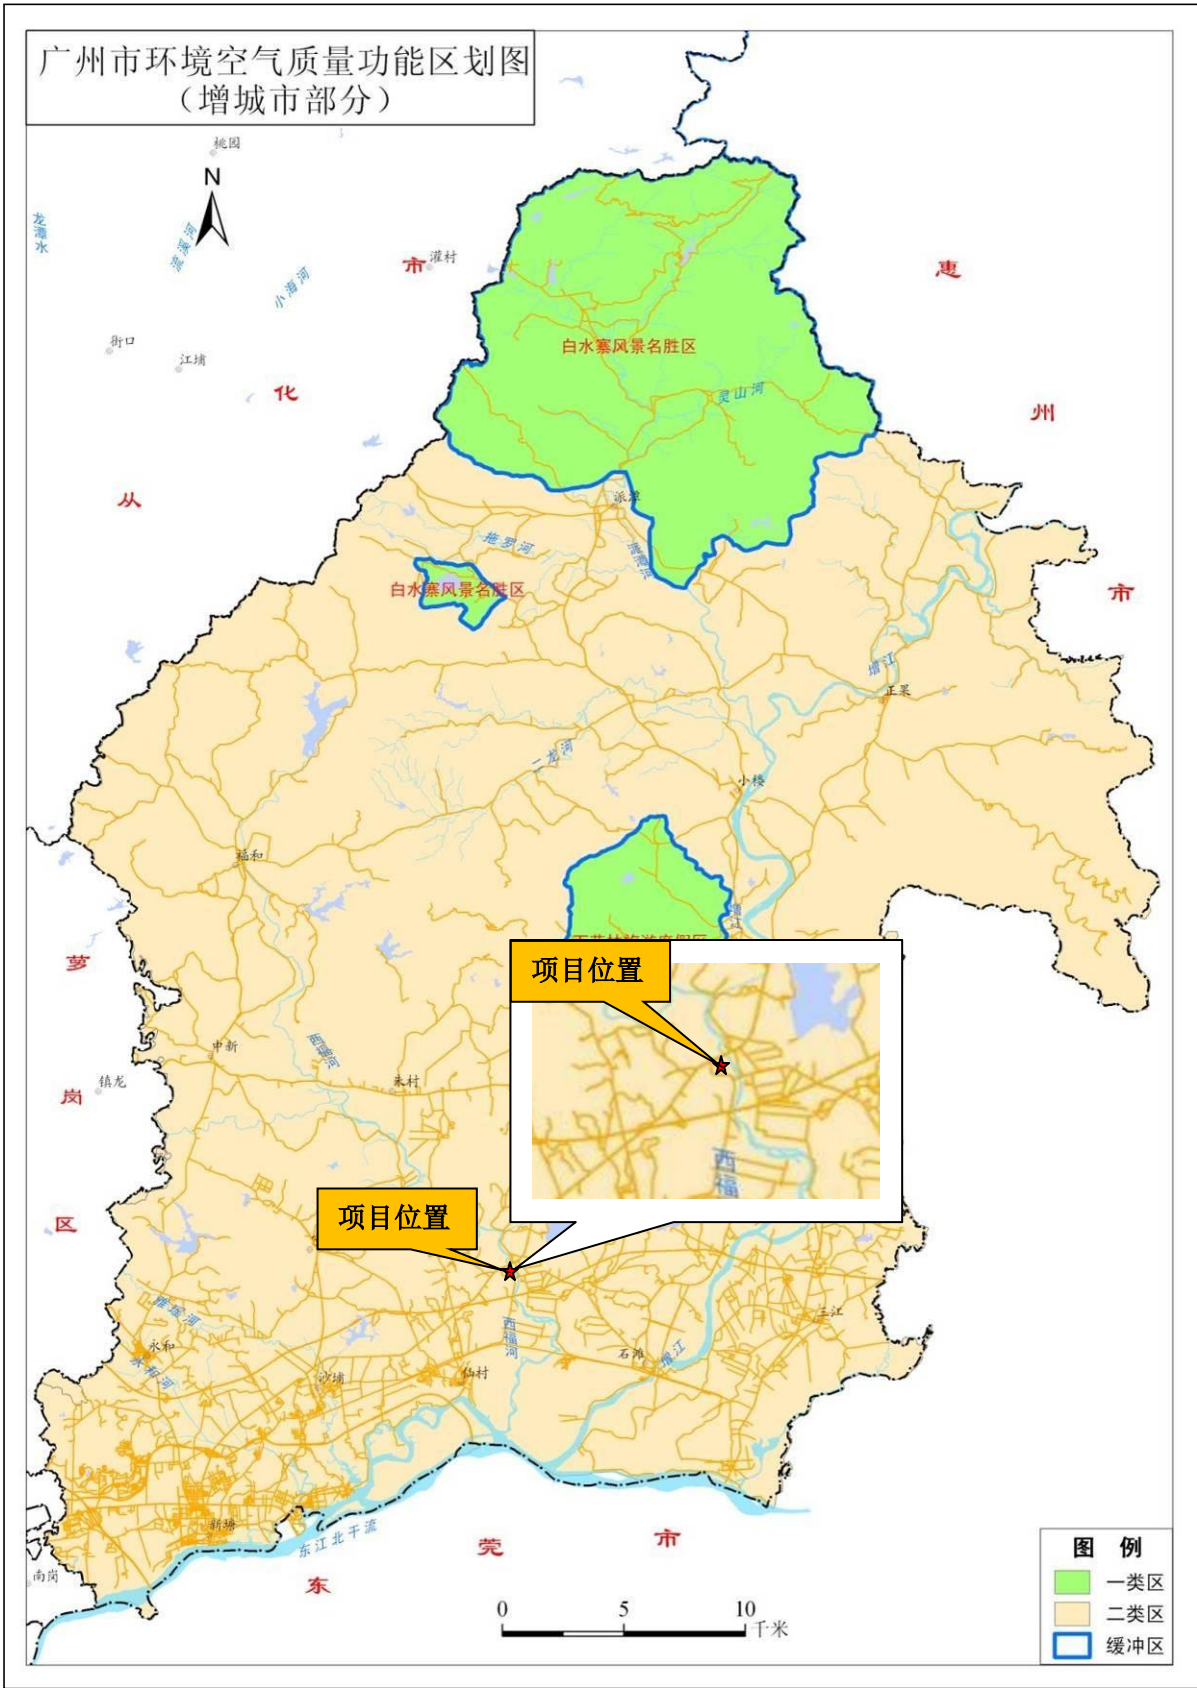 广州市环境空气质量功能区划图
（增城市部分）
桃园
N
龙潭水
流溪河
小海河
市
灌村
惠
街口
江埔
化
白水寨风景名胜区
灵山河
州
从
派潭
拖罗河
白水寨风景名胜区
市
增江
正果
二龙河
小楼
福和
增江
萝
项目位置
中新
西福河
朱村
镇龙
岗
西福
区
项目位置
雅瑶河
永和
永和河
西福河
三江
石滩
增江
仙村
沙埔
新塘
东江北干流
莞
市
东
南岗
图 例
一类区
二类区
缓冲区
0 5 10
千米